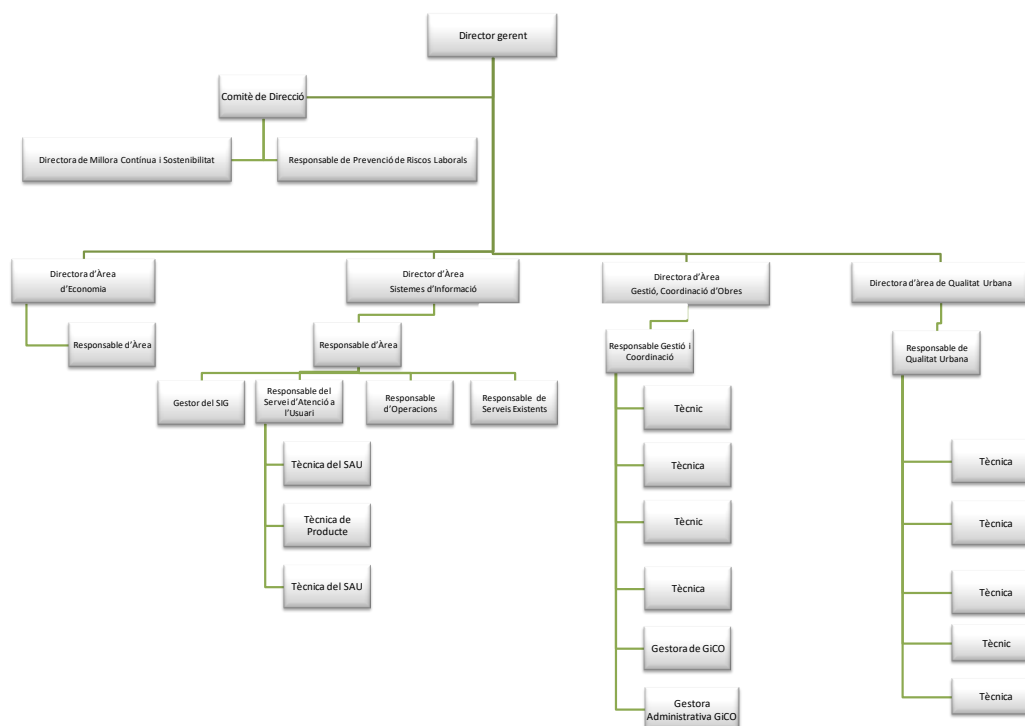 Director gerent
Comitè de Direcció
Directora de Millora Contínua i Sostenibilitat
Responsable de Prevenció de Riscos Laborals
Directora d'Àrea
d'Economia
Director d'Àrea
Sistemes d'Informació
Directora d'Àrea
Gestió, Coordinació d'Obres
Directora d'àrea de Qualitat Urbana
Responsable d'Àrea
Responsable d'Àrea
Responsable Gestió i
Coordinació
Responsable de
Qualitat Urbana
Gestor del SIG
Responsable del
Servei d'Atenció a
l'Usuari
Responsable
d'Operacions
Responsable de
Serveis Existents
Tècnica del SAU
Tècnica de
Producte
Tècnica del SAU
Tècnic
Tècnica
Tècnic
Tècnica
Gestora de GiCO
Gestora
Administrativa GiCO
Tècnica
Tècnica
Tècnica
Tècnic
Tècnica